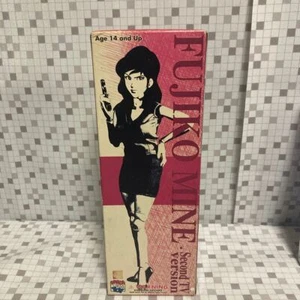 Age 14 and Up
FUJIKO MINE
Second TV
version